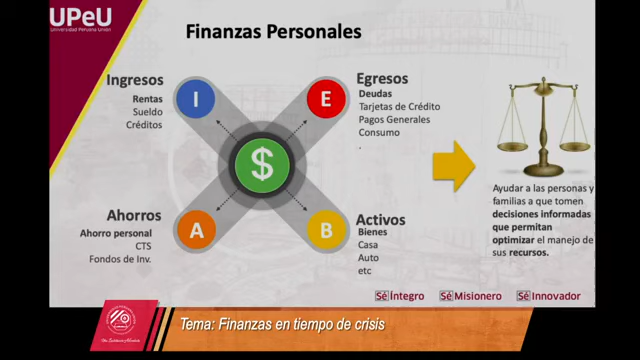 UPeU
Universidad Peruana Unión
Finanzas Personales
Ingresos
Rentas
Sueldo
Créditos
I
E
Egresos
Deudas
Tarjetas de Crédito
Pagos Generales
Consumo
.
$
Ahorros
Ahorro personal
CTS
Fondos de Inv.
A
B
Activos
Bienes
Casa
Auto
etc
Ayudar a las personas y
familias a que tomen
decisiones informadas
que permitan
optimizar el manejo de
sus recursos.
Sé Íntegro
Sé Misionero
Sé Innovador
Tema: Finanzas en tiempo de crisis